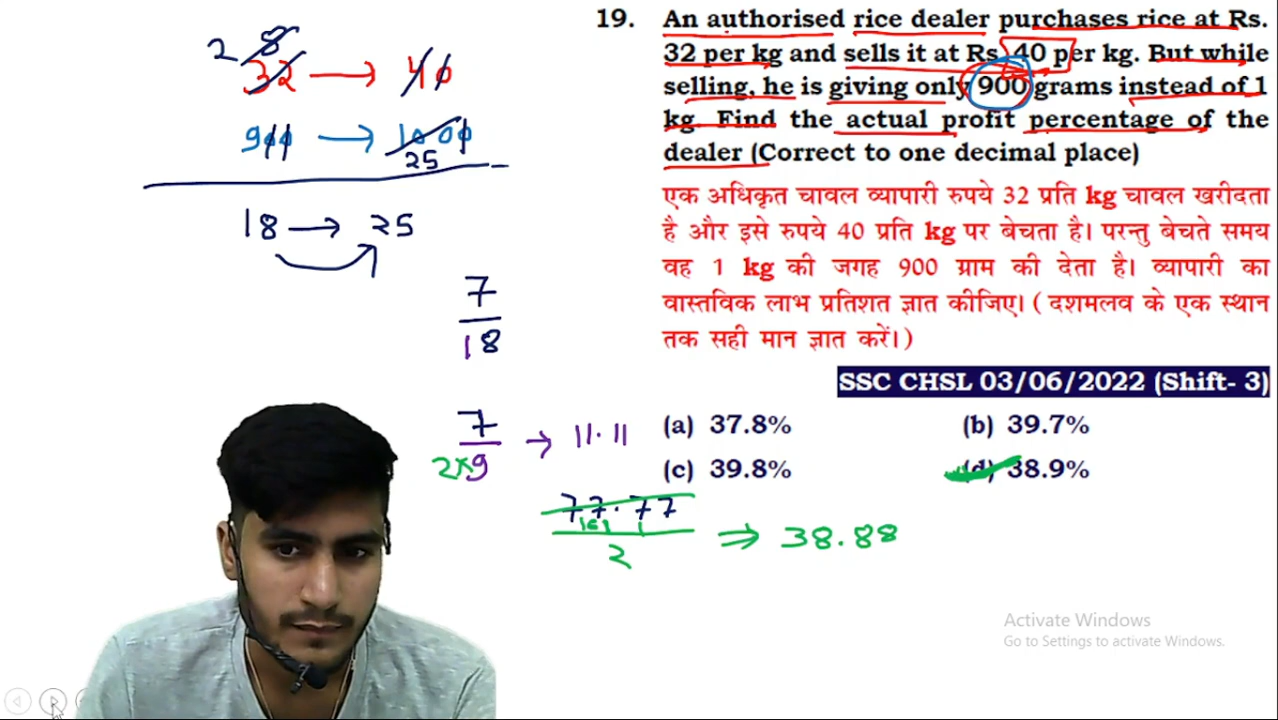 19. An authorised rice dealer purchases rice at Rs.
32 per kg and sells it at Rs. 40 per kg. But while
selling, he is giving only 900 grams instead of 1
kg. Find the actual profit percentage of the
dealer (Correct to one decimal place)
एक अधिकृत चावल व्यापारी रुपये 32 प्रति kg चावल खरीदता
है और इसे रुपये 40 प्रति kg पर बेचता है। परन्तु बेचते समय
वह 1 kg की जगह 900 ग्राम की देता है। व्यापारी का
वास्तविक लाभ प्रतिशत ज्ञात कीजिए। ( दशमलव के एक स्थान
तक सही मान ज्ञात करें।)
SSC CHSL 03/06/2022 (Shift- 3)
(a) 37.8% (b) 39.7%
(c) 39.8% (d) 38.9%
2 8
32 → 40
900 → 1000
25
18 → 25
7
18
7
2×9 → 11.11
77.77
2 ⇒ 38.88
Activate Windows
Go to Settings to activate Windows.